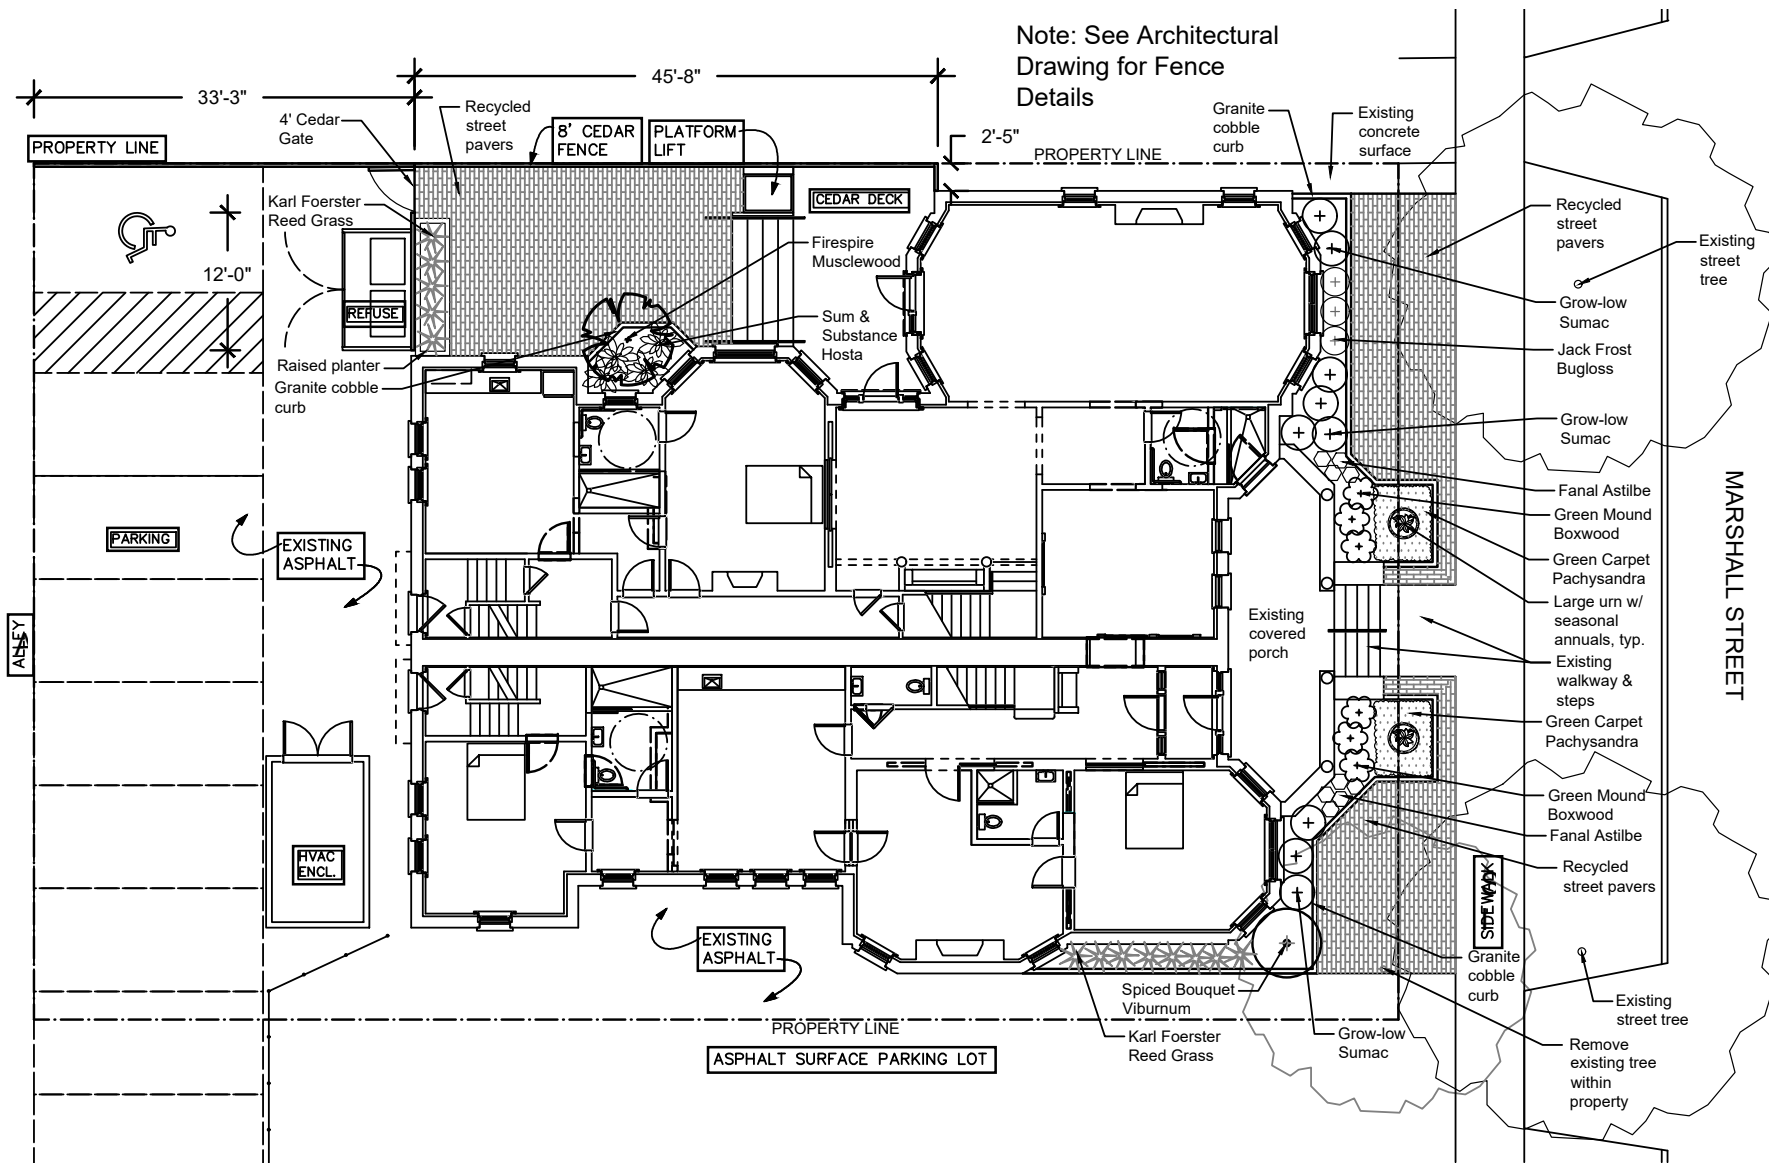 Note: See Architectural
Drawing for Fence
Details
45'-8"
33'-3"
2'-5"
12'-0"
PROPERTY LINE
4' Cedar
Gate
Recycled
street
pavers
8' CEDAR
FENCE
PLATFORM
LIFT
PROPERTY LINE
Granite
cobble
curb
Existing
concrete
surface
Karl Foerster
Reed Grass
CEDAR DECK
Firespire
Musclewood
Recycled
street
pavers
Existing
street
tree
REFUSE
Sum &
Substance
Hosta
Grow-low
Sumac
Raised planter
Granite cobble
curb
Jack Frost
Bugloss
Grow-low
Sumac
Fanal Astilbe
Green Mound
Boxwood
Green Carpet
Pachysandra
Large urn w/
seasonal
annuals, typ.
Existing
walkway &
steps
Green Carpet
Pachysandra
MARSHALL STREET
PARKING
EXISTING
ASPHALT
ALLEY
Existing
covered
porch
Green Mound
Boxwood
Fanal Astilbe
Recycled
street pavers
HVAC
ENCL.
SIDEWALK
EXISTING
ASPHALT
Granite
cobble
curb
Spiced Bouquet
Viburnum
Existing
street tree
PROPERTY LINE
Karl Foerster
Reed Grass
Grow-low
Sumac
Remove
existing tree
within
property
ASPHALT SURFACE PARKING LOT